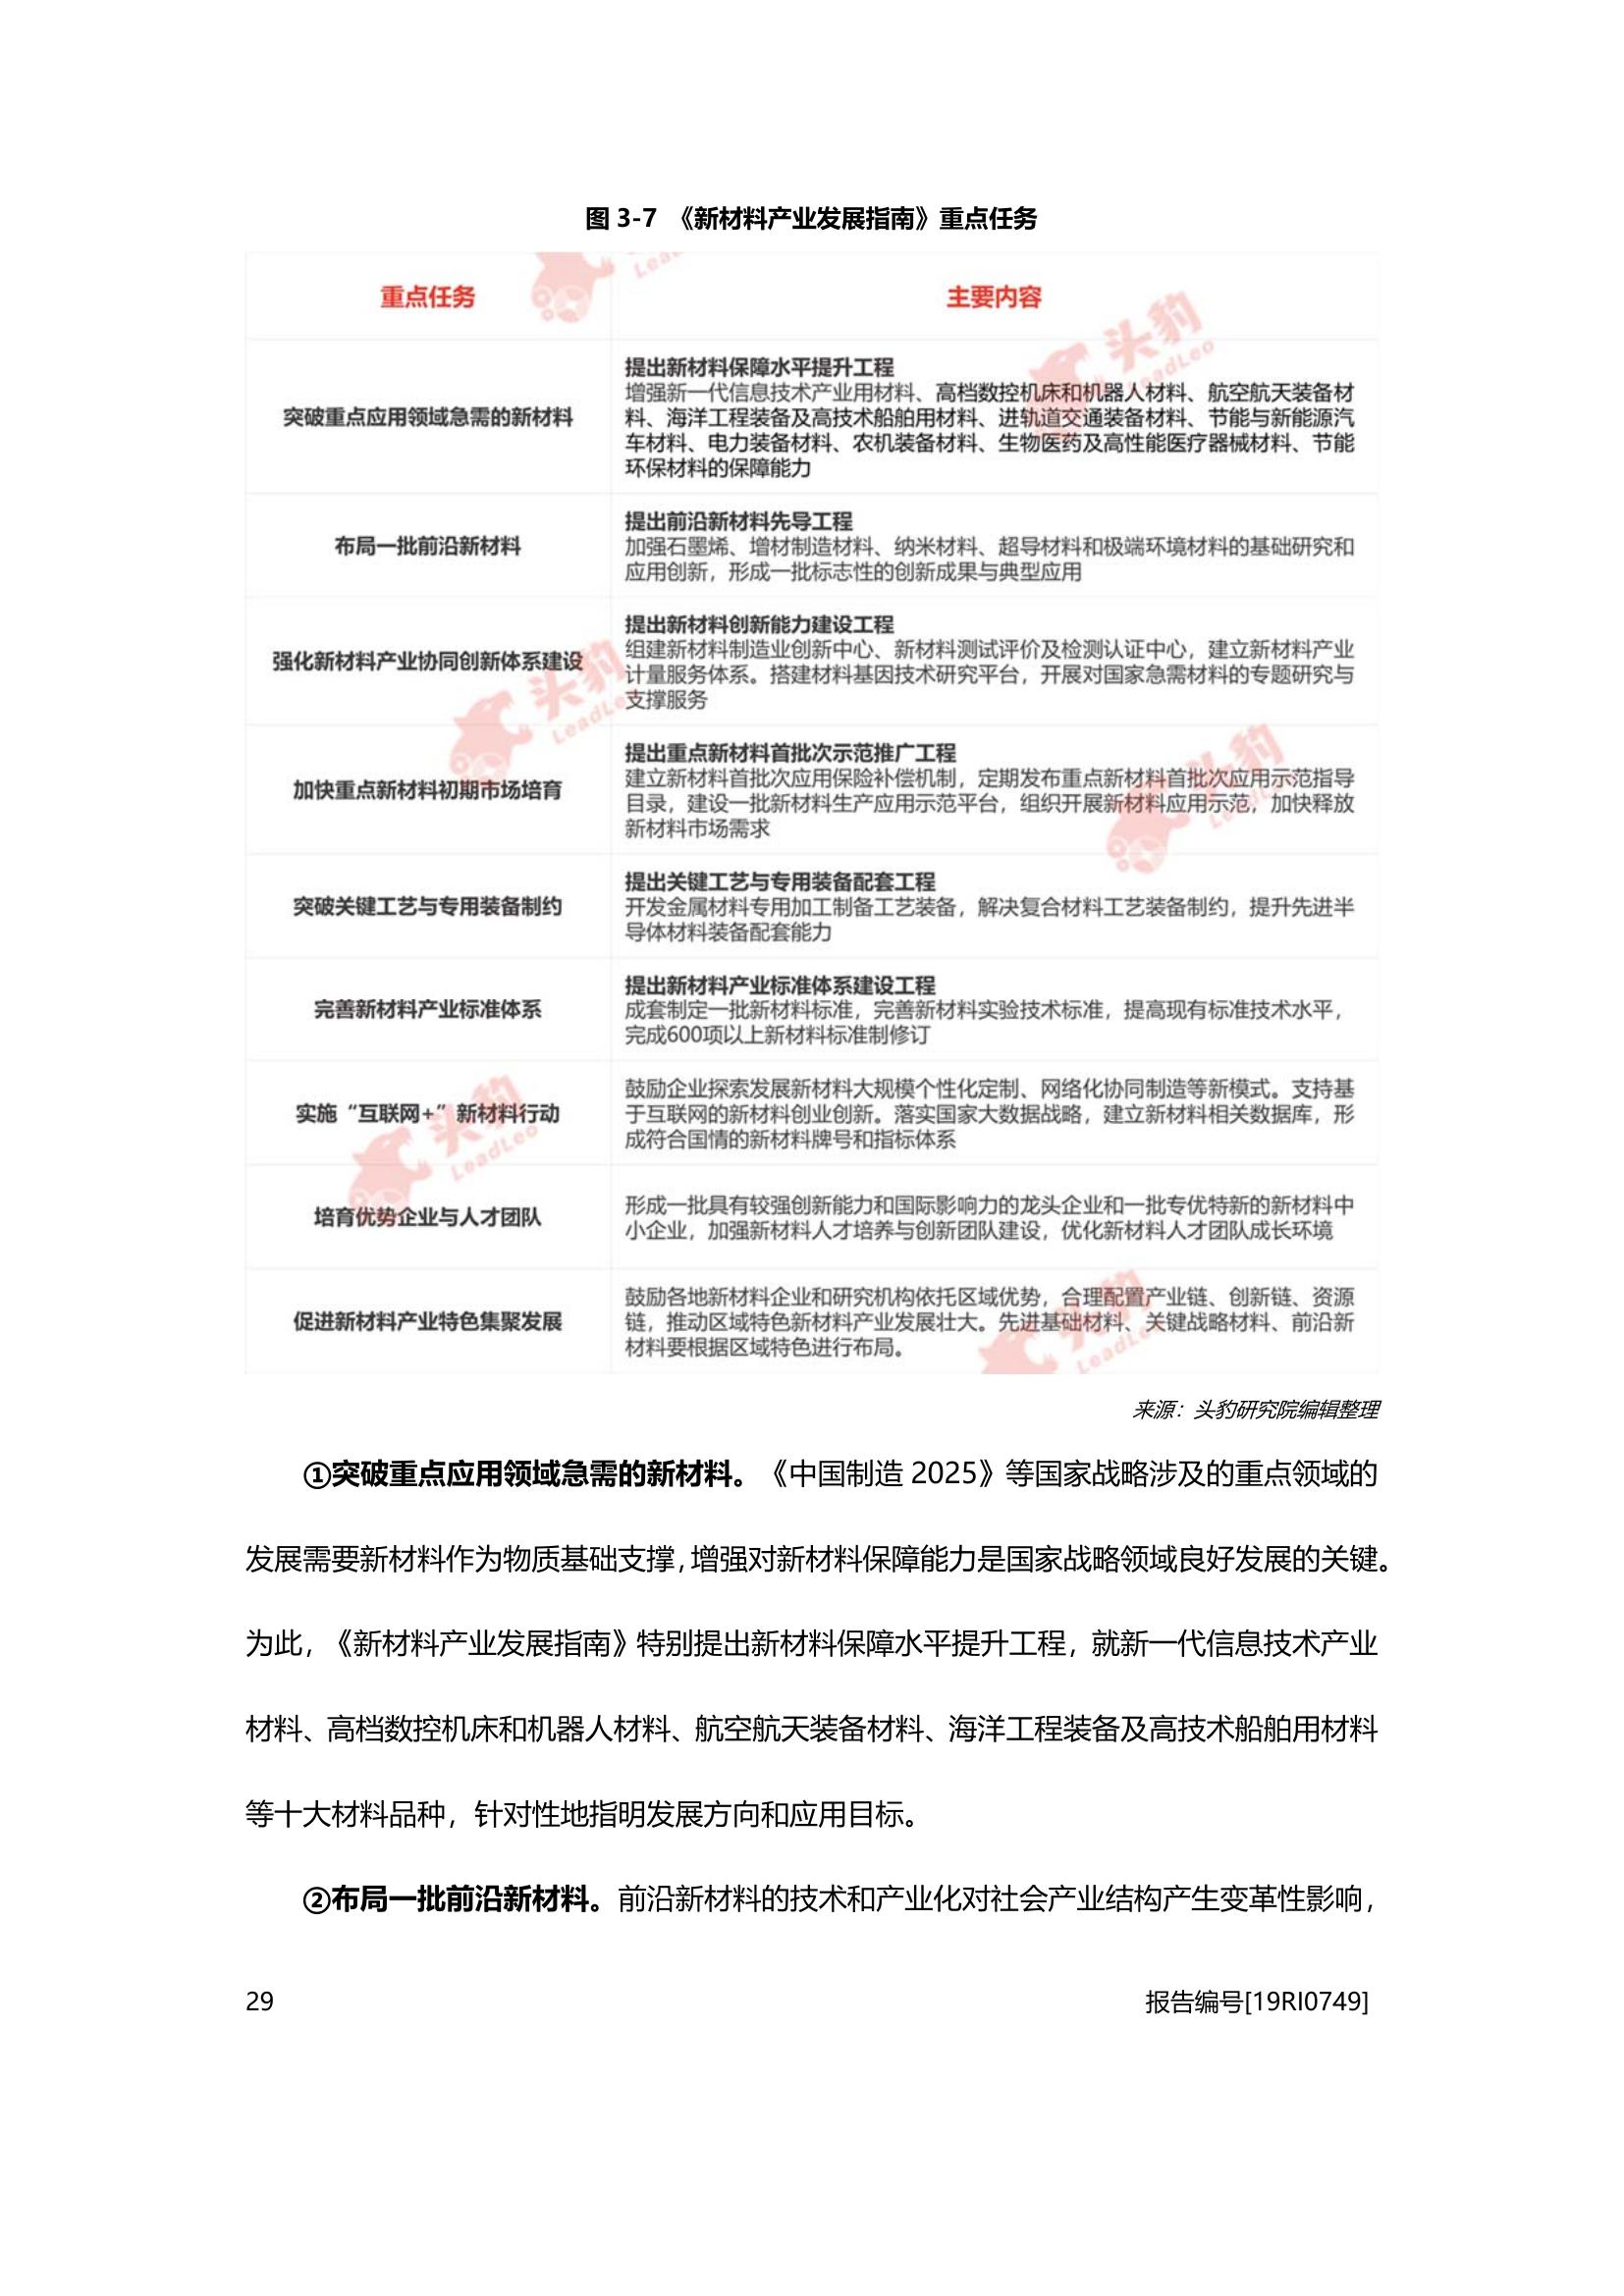 图 3-7 《新材料产业发展指南》重点任务
重点任务
主要内容
突破重点应用领域急需的新材料
提出新材料保障水平提升工程
增强新一代信息技术产业用材料、高档数控机床和机器人材料、航空航天装备材
料、海洋工程装备及高技术船舶用材料、进轨道交通装备材料、节能与新能源汽
车材料、电力装备材料、农机装备材料、生物医药及高性能医疗器械材料、节能
环保材料的保障能力
布局一批前沿新材料
提出前沿新材料先导工程
加强石墨烯、增材制造材料、纳米材料、超导材料和极端环境材料的基础研究和
应用创新，形成一批标志性的创新成果与典型应用
强化新材料产业协同创新体系建设
提出新材料创新能力建设工程
组建新材料制造业创新中心、新材料测试评价及检测认证中心，建立新材料产业
计量服务体系。搭建材料基因技术研究平台，开展对国家急需材料的专题研究与
支撑服务
加快重点新材料初期市场培育
提出重点新材料首批次示范推广工程
建立新材料首批次应用保险补偿机制，定期发布重点新材料首批次应用示范指导
目录，建设一批新材料生产应用示范平台，组织开展新材料应用示范，加快释放
新材料市场需求
突破关键工艺与专用装备制约
提出关键工艺与专用装备配套工程
开发金属材料专用加工制备工艺装备，解决复合材料工艺装备制约，提升先进半
导体材料装备配套能力
完善新材料产业标准体系
提出新材料产业标准体系建设工程
成套制定一批新材料标准，完善新材料实验技术标准，提高现有标准技术水平，
完成600项以上新材料标准制修订
实施“互联网+”新材料行动
鼓励企业探索发展新材料大规模个性化定制、网络化协同制造等新模式。支持基
于互联网的新材料创业创新。落实国家大数据战略，建立新材料相关数据库，形
成符合国情的新材料牌号和指标体系
培育优势企业与人才团队
形成一批具有较强创新能力和国际影响力的龙头企业和一批专优特新的新材料中
小企业，加强新材料人才培养与创新团队建设，优化新材料人才团队成长环境
促进新材料产业特色集聚发展
鼓励各地新材料企业和研究机构依托区域优势，合理配置产业链、创新链、资源
链，推动区域特色新材料产业发展壮大。先进基础材料、关键战略材料、前沿新
材料要根据区域特色进行布局。
来源：头豹研究院编辑整理
①突破重点应用领域急需的新材料。《中国制造 2025》等国家战略涉及的重点领域的
发展需要新材料作为物质基础支撑，增强对新材料保障能力是国家战略领域良好发展的关键。
为此，《新材料产业发展指南》特别提出新材料保障水平提升工程，就新一代信息技术产业
材料、高档数控机床和机器人材料、航空航天装备材料、海洋工程装备及高技术船舶用材料
等十大材料品种，针对性地指明发展方向和应用目标。
②布局一批前沿新材料。前沿新材料的技术和产业化对社会产业结构产生变革性影响，
29
报告编号[19RI0749]